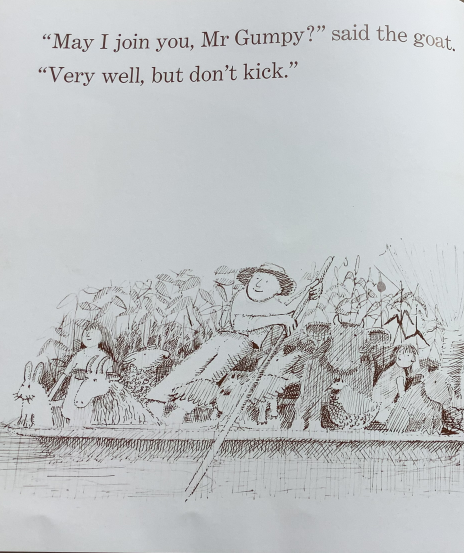 “May I join you, Mr Gumpy?” said the goat.
“Very well, but don’t kick.”